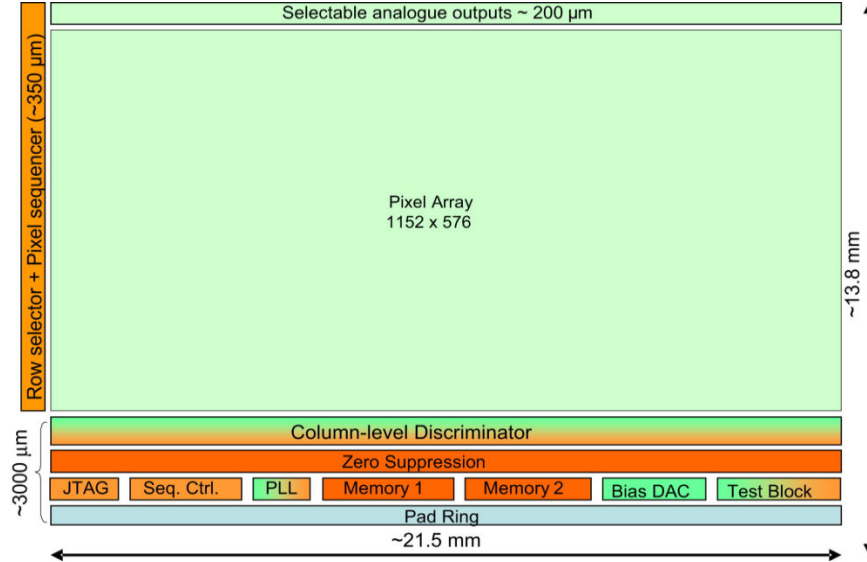 Selectable analogue outputs ~ 200 µm
Row selector + Pixel sequencer (~350 µm)
Pixel Array
1152 x 576
~13.8 mm
~3000 µm
Column-level Discriminator
Zero Suppression
JTAG
Seq. Ctrl.
PLL
Memory 1
Memory 2
Bias DAC
Test Block
Pad Ring
~21.5 mm